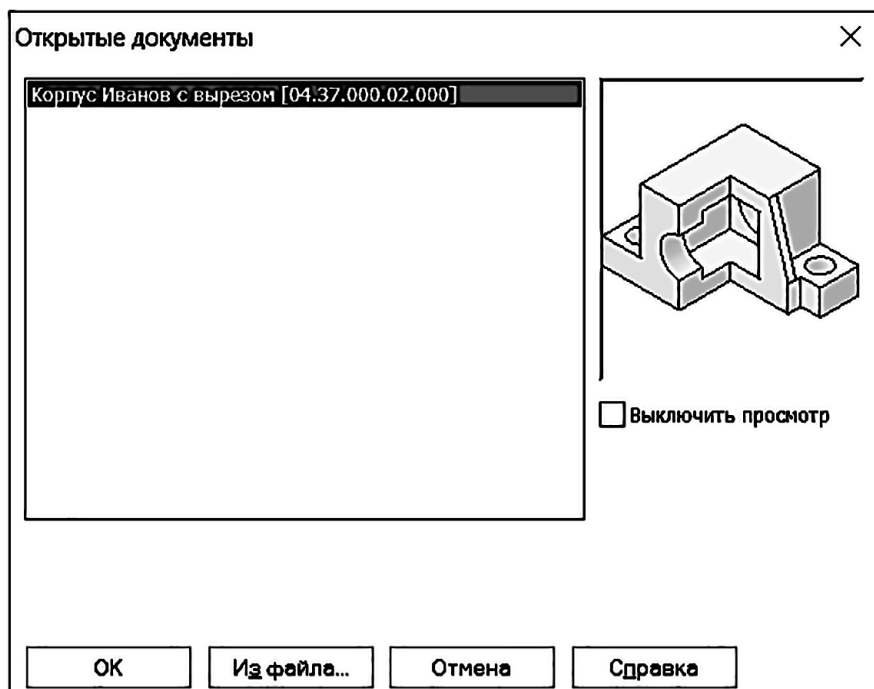 Открытые документы
Корпус Иванов с вырезом [04.37.000.02.000]
Выключить просмотр
ОК
Из файла...
Отмена
Справка